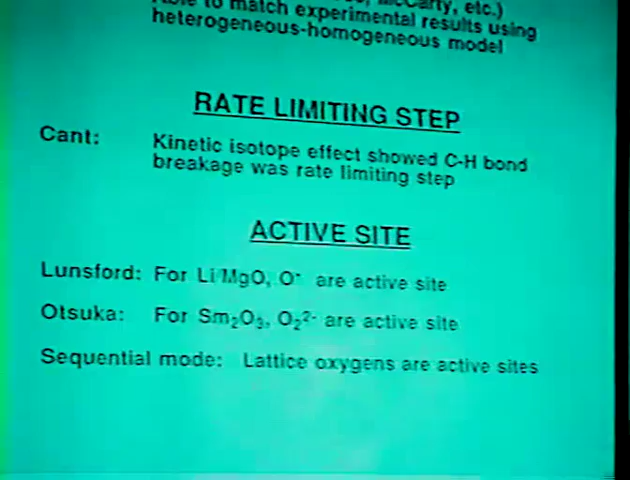 to match experimental results using
heterogeneous-homogeneous model
RATE LIMITING STEP
Cant: Kinetic isotope effect showed C-H bond
breakage was rate limiting step
ACTIVE SITE
Lunsford: For Li/MgO, O⁻ are active site
Otsuka: For Sm₂O₃, O₂²⁻ are active site
Sequential mode: Lattice oxygens are active sites